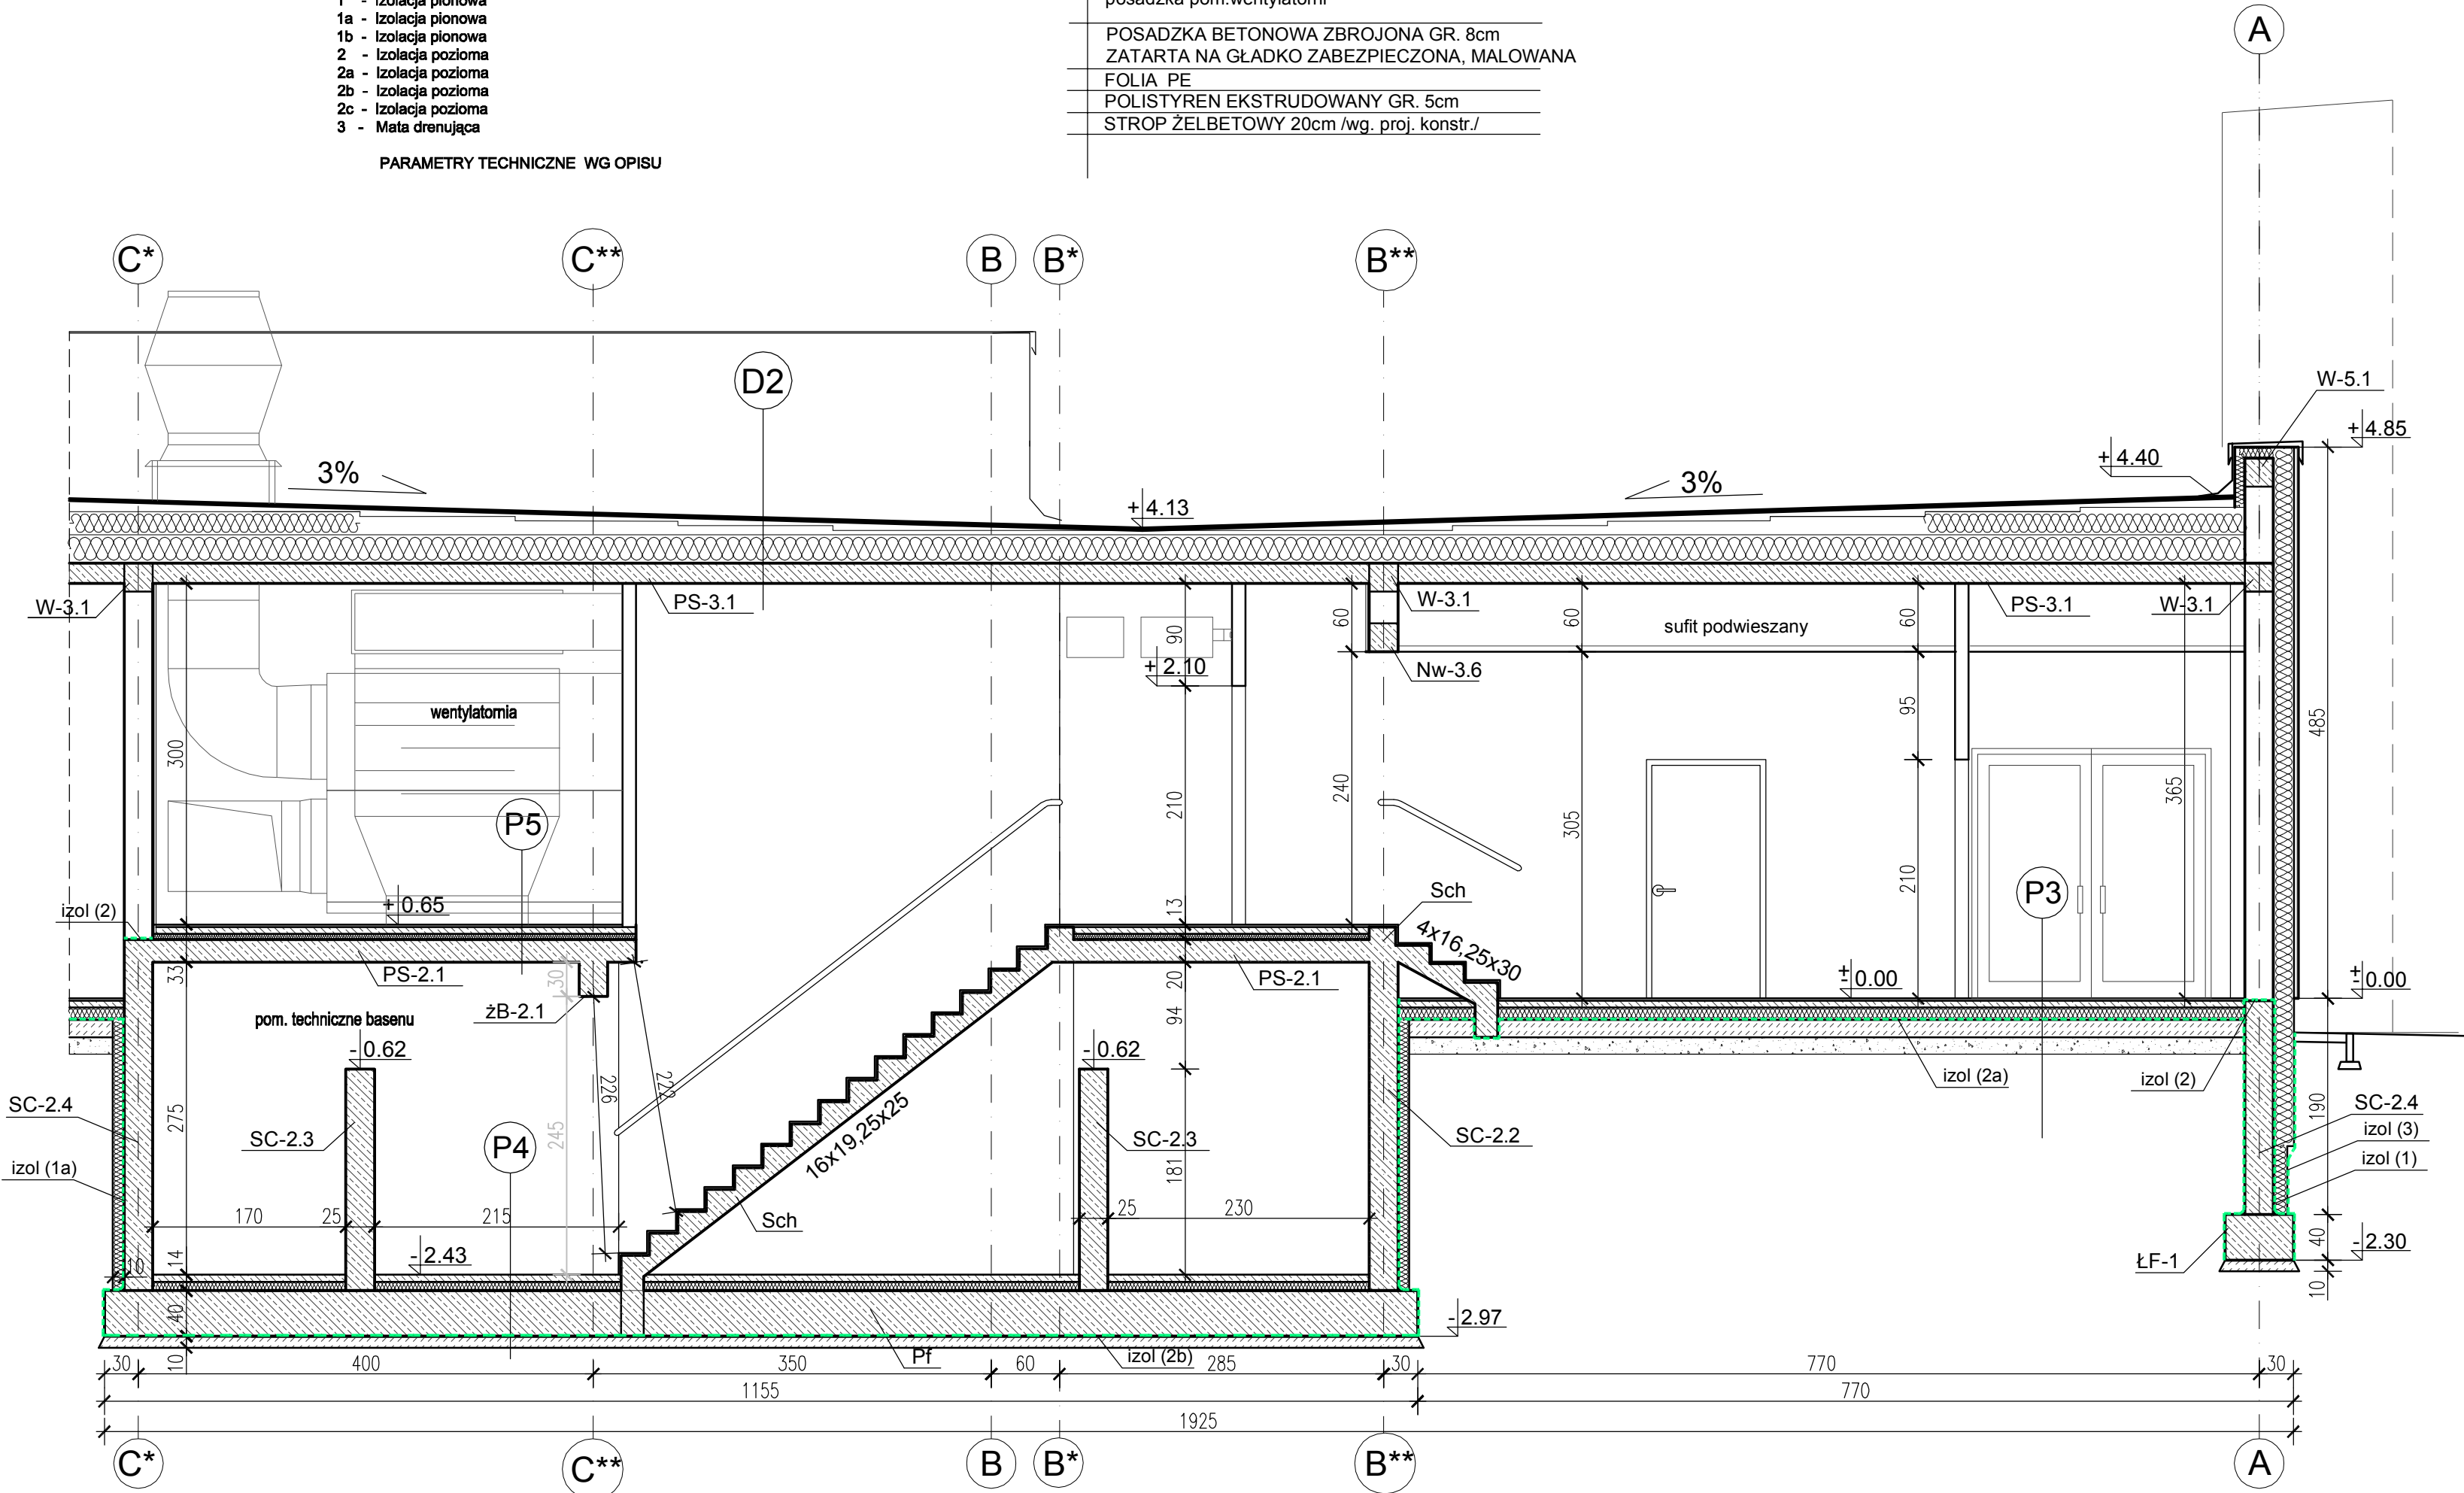 1 - Izolacja pionowa
1a - Izolacja pionowa
1b - Izolacja pionowa
2 - Izolacja pozioma
2a - Izolacja pozioma
2b - Izolacja pozioma
2c - Izolacja pozioma
3 - Mata drenująca
PARAMETRY TECHNICZNE WG OPISU
posadzka pom.wentylatorni
POSADZKA BETONOWA ZBROJONA GR. 8cm
ZATARTA NA GŁADKO ZABEZPIECZONA, MALOWANA
FOLIA PE
POLISTYREN EKSTRUDOWANY GR. 5cm
STROP ŻELBETOWY 20cm /wg. proj. konstr./
A
C*
C**
B
B*
B**
D2
W-5.1
+4.85
+4.40
3%
3%
+4.13
W-3.1
PS-3.1
90
60
W-3.1
60
sufit podwieszany
60
PS-3.1
W-3.1
+2.10
Nw-3.6
wentylatornia
300
95
485
210
240
305
365
P5
210
P3
izol (2)
+0.65
13
Sch
4x16,25x30
33
PS-2.1
30
żB-2.1
20
PS-2.1
±0.00
±0.00
pom. techniczne basenu
94
-0.62
-0.62
226
222
izol (2a)
izol (2)
SC-2.4
275
SC-2.3
P4
245
16x19,25x25
SC-2.3
SC-2.2
190
SC-2.4
izol (3)
izol (1a)
181
izol (1)
170
25
215
Sch
25
230
10
14
-2.43
40
-2.30
ŁF-1
10
40
-2.97
30
10
400
350
Pf
60
izol (2b)
285
30
770
30
1155
770
1925
C*
C**
B
B*
B**
A